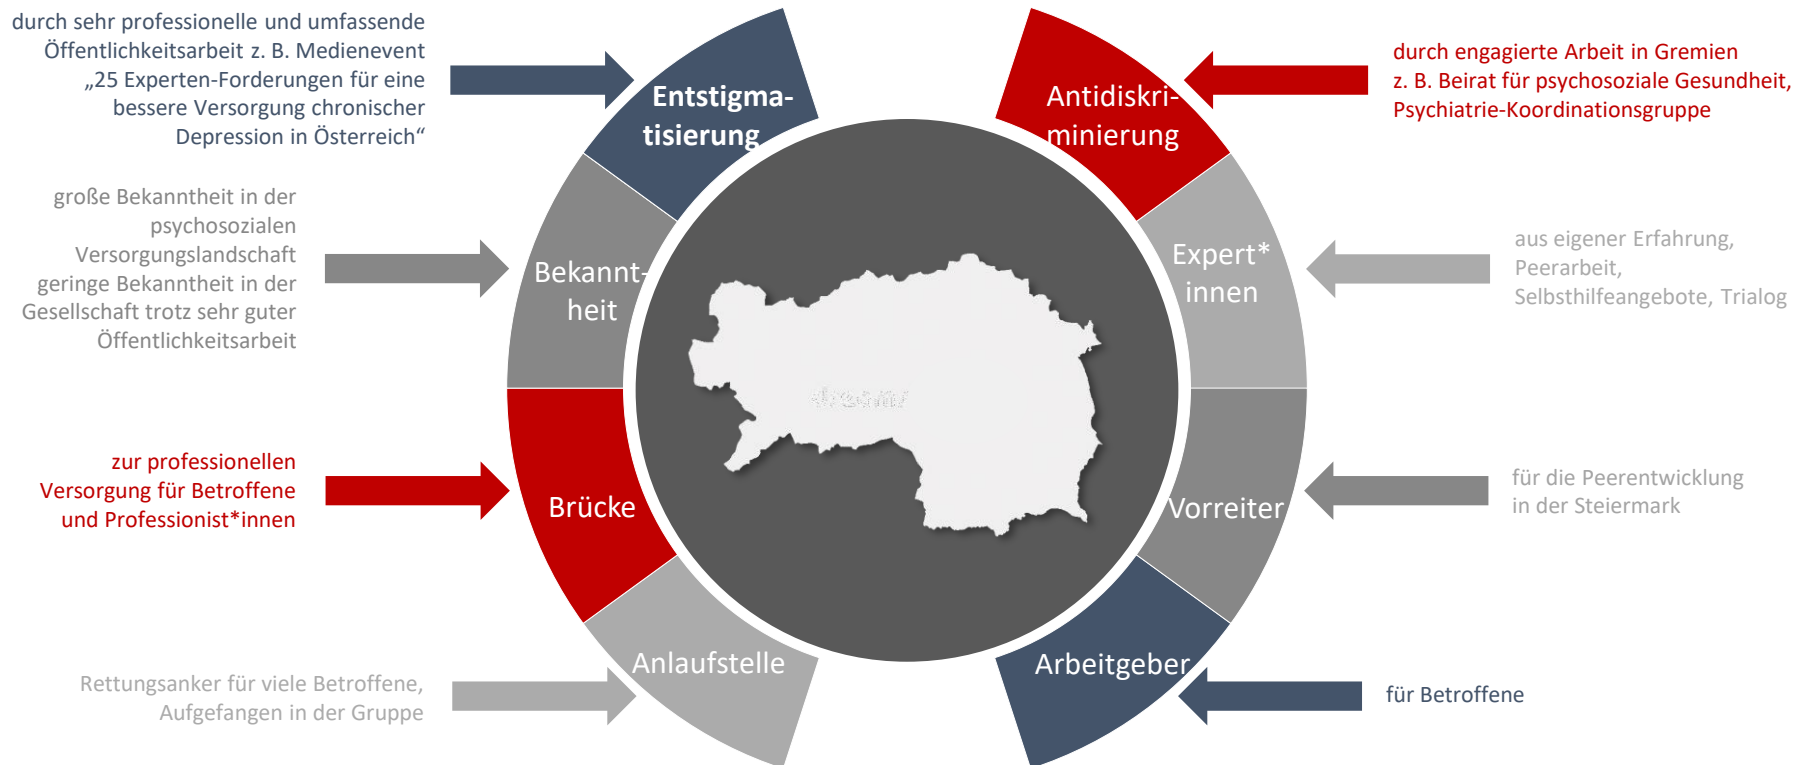 durch sehr professionelle und umfassende
Öffentlichkeitsarbeit z. B. Medienevent
„25 Experten-Forderungen für eine
bessere Versorgung chronischer
Depression in Österreich“
Entstigma-
tisierung
große Bekanntheit in der
psychosozialen
Versorgungslandschaft
geringe Bekanntheit in der
Gesellschaft trotz sehr guter
Öffentlichkeitsarbeit
Bekannt-
heit
zur professionellen
Versorgung für Betroffene
und Professionist*innen
Brücke
Rettungsanker für viele Betroffene,
Aufgefangen in der Gruppe
Anlaufstelle
Antidiskri-
minierung
durch engagierte Arbeit in Gremien
z. B. Beirat für psychosoziale Gesundheit,
Psychiatrie-Koordinationsgruppe
Expert*
innen
aus eigener Erfahrung,
Peerarbeit,
Selbsthilfeangebote, Trialog
Vorreiter
für die Peerentwicklung
in der Steiermark
Arbeitgeber
für Betroffene